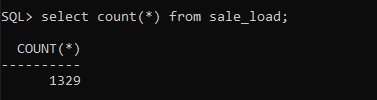 SQL> select count(*) from sale_load;
COUNT(*)
----------
1329